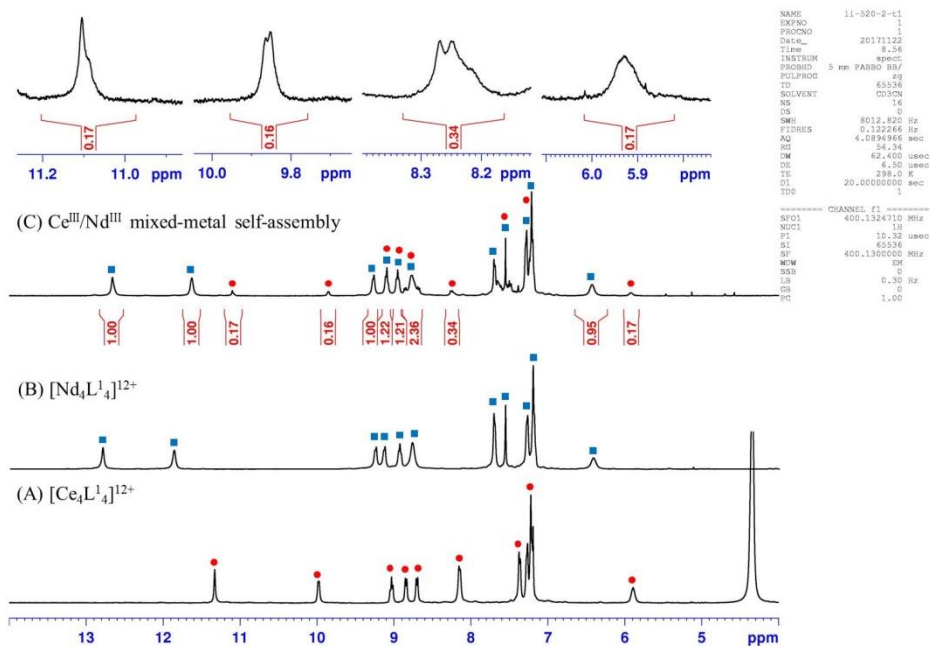 11.2 11.0 ppm
10.0 9.8 ppm
8.3 8.2 ppm
6.0 5.9 ppm
0.17
0.16
0.34
0.17
NAME li-520-2-t1
EXPNO 1
PROCNO 1
Date_ 20171122
Time 8.56
INSTRUM spect
PROBHD 5 mm PABBO BB/
PULPROG zg
TD 65536
SOLVENT CD3CN
NS 16
DS 0
SWH 8012.820 Hz
FIDRES 0.122266 Hz
AQ 4.0894966 sec
RG 54.34
DW 62.400 usec
DE 6.50 usec
TE 298.0 K
D1 20.00000000 sec
TD0 1
======== CHANNEL f1 ========
SFO1 400.1324710 MHz
NUC1 1H
P1 10.32 usec
SI 65536
SF 400.1300000 MHz
WDW EM
SSB 0
LB 0.30 Hz
GB 0
PC 1.00
(C) Ceᴵᴵᴵ/Ndᴵᴵᴵ mixed-metal self-assembly
1.00 1.00 0.17 0.16 1.00 1.22 1.21 2.36 0.34 0.95 0.17
(B) [Nd₄L¹₄]¹²⁺
(A) [Ce₄L¹₄]¹²⁺
13 12 11 10 9 8 7 6 5 ppm